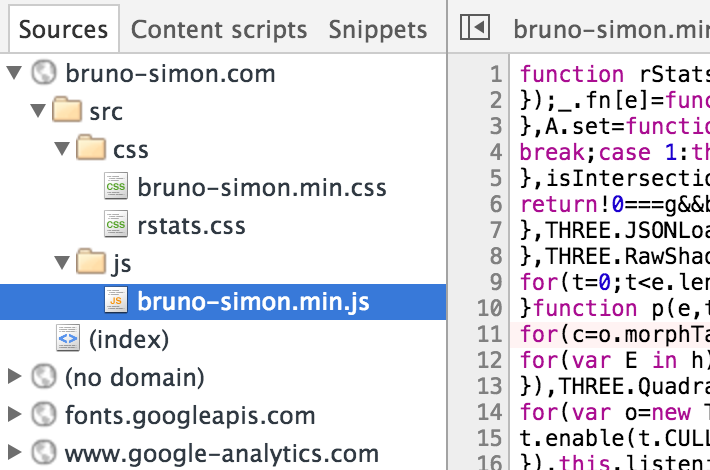 Sources Content scripts Snippets bruno-simon.mi
bruno-simon.com
src
css
CSS bruno-simon.min.css
CSS rstats.css
js
JS bruno-simon.min.js
<> (index)
(no domain)
fonts.googleapis.com
www.google-analytics.com
1 function rStats
2 });_.fn[e]=func
3 },A.set=functio
4 break;case 1:th
5 },isIntersectio
6 return!0===g&&b
7 },THREE.JSONLoa
8 },THREE.RawShad
9 for(t=0;t<e.len
10 }function p(e,t
11 for(c=o.morphTa
12 for(var E in h)
13 }),THREE.Quadra
14 for(var o=new T
15 t.enable(t.CULL
16 }),this.listen